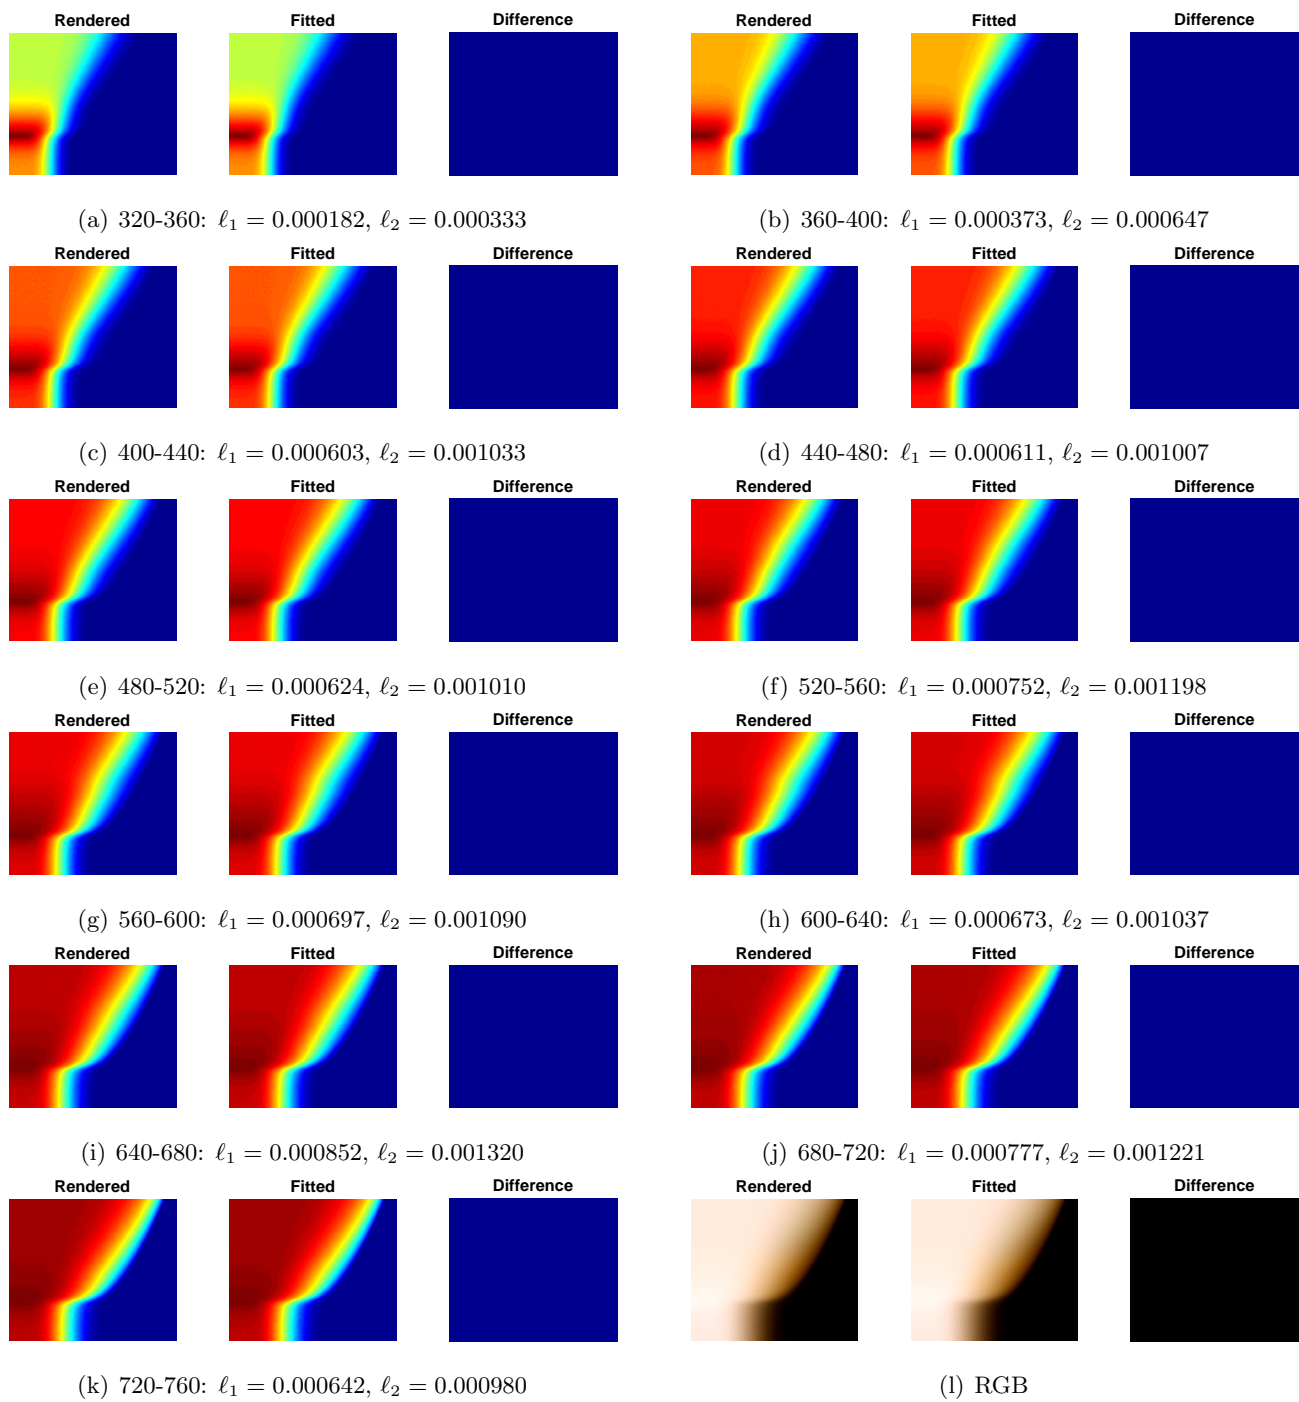 Rendered Fitted Difference Rendered Fitted Difference
(a) 320-360: ℓ₁ = 0.000182, ℓ₂ = 0.000333 (b) 360-400: ℓ₁ = 0.000373, ℓ₂ = 0.000647
Rendered Fitted Difference Rendered Fitted Difference
(c) 400-440: ℓ₁ = 0.000603, ℓ₂ = 0.001033 (d) 440-480: ℓ₁ = 0.000611, ℓ₂ = 0.001007
Rendered Fitted Difference Rendered Fitted Difference
(e) 480-520: ℓ₁ = 0.000624, ℓ₂ = 0.001010 (f) 520-560: ℓ₁ = 0.000752, ℓ₂ = 0.001198
Rendered Fitted Difference Rendered Fitted Difference
(g) 560-600: ℓ₁ = 0.000697, ℓ₂ = 0.001090 (h) 600-640: ℓ₁ = 0.000673, ℓ₂ = 0.001037
Rendered Fitted Difference Rendered Fitted Difference
(i) 640-680: ℓ₁ = 0.000852, ℓ₂ = 0.001320 (j) 680-720: ℓ₁ = 0.000777, ℓ₂ = 0.001221
Rendered Fitted Difference Rendered Fitted Difference
(k) 720-760: ℓ₁ = 0.000642, ℓ₂ = 0.000980 (l) RGB